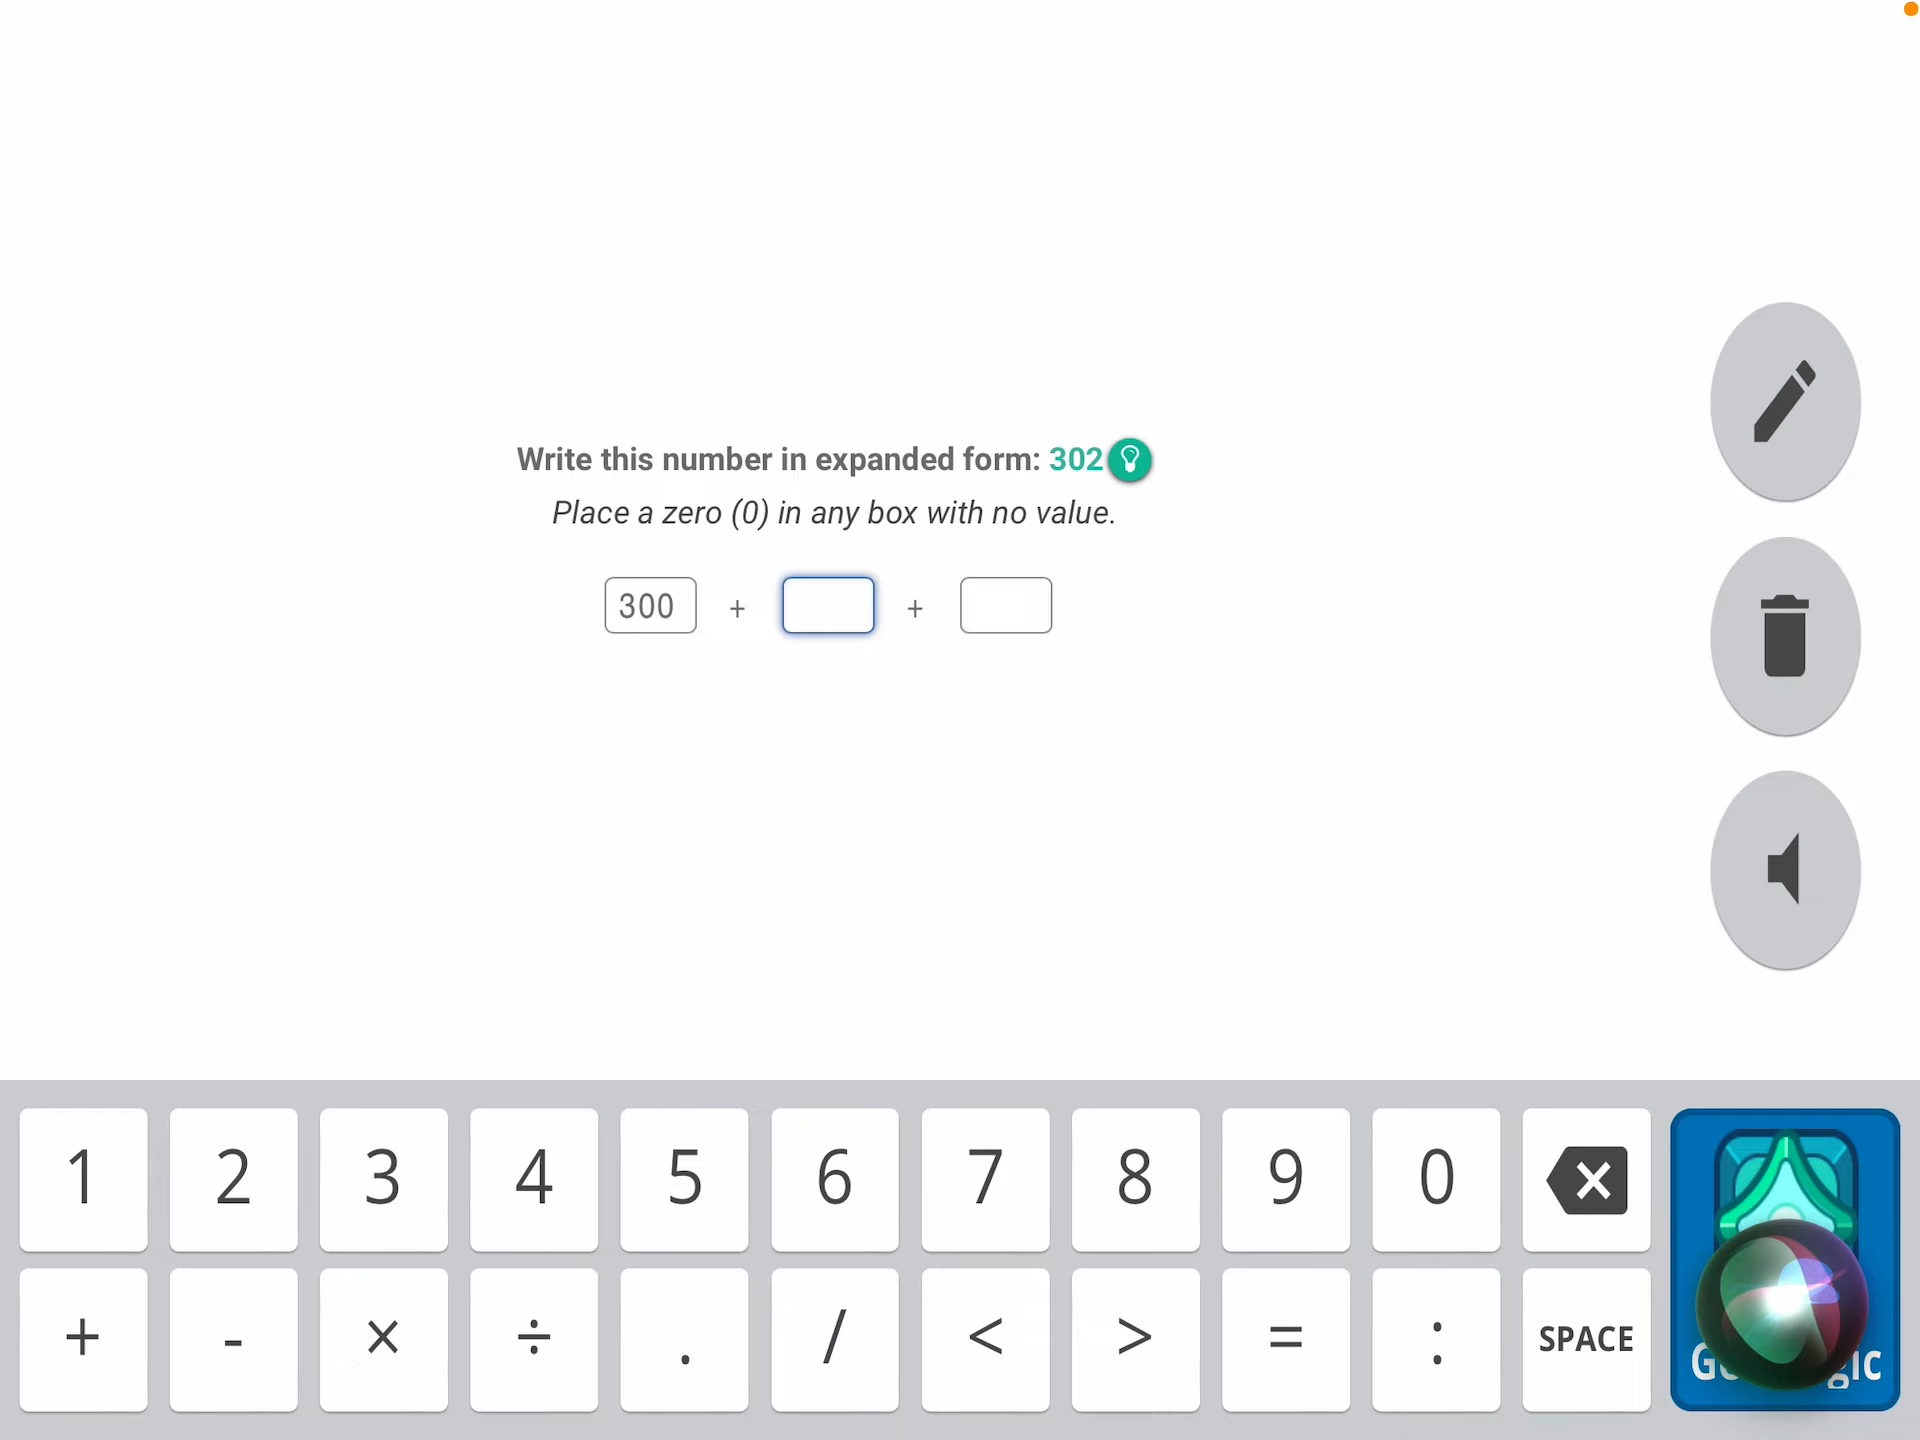 Write this number in expanded form: 302
Place a zero (0) in any box with no value.
300 + +
1 2 3 4 5 6 7 8 9 0
+ - × ÷ . / < > = : SPACE